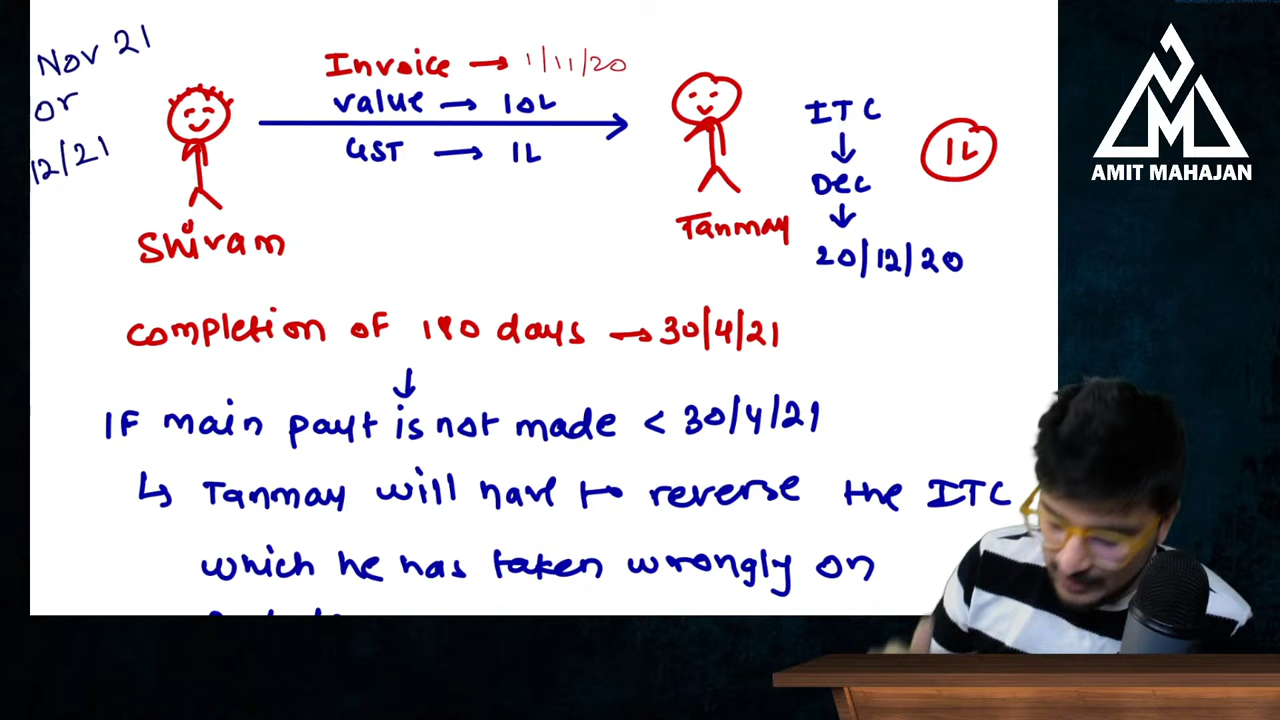 Nov 21
or
12/21
Invoice → 1/11/20
value → 10L
GST → 1L
Shivam
Tanmay
ITC
↓
Dec
↓
20/12/20
1L
AMIT MAHAJAN
completion of 180 days → 30/4/21
↓
IF main payt is not made < 30/4/21
↳ Tanmay will have to reverse the ITC
which he has taken wrongly on